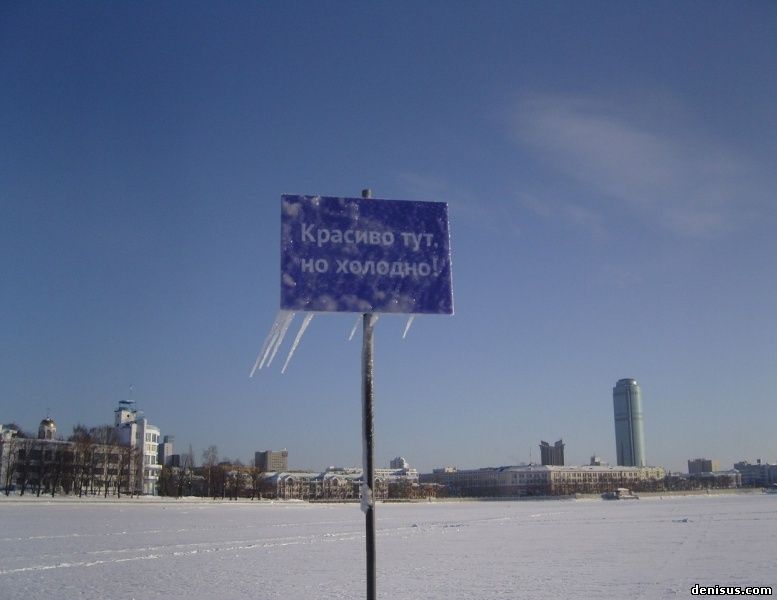 Красиво тут,
но холодно!
denisus.com